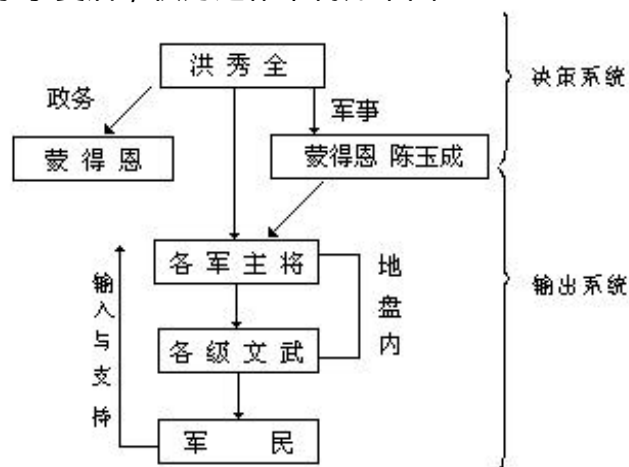 洪秀全
决策系统
政务
军事
蒙得恩
蒙得恩 陈玉成
各军主将
地盘内
输入与支持
输出系统
各级文武
军民